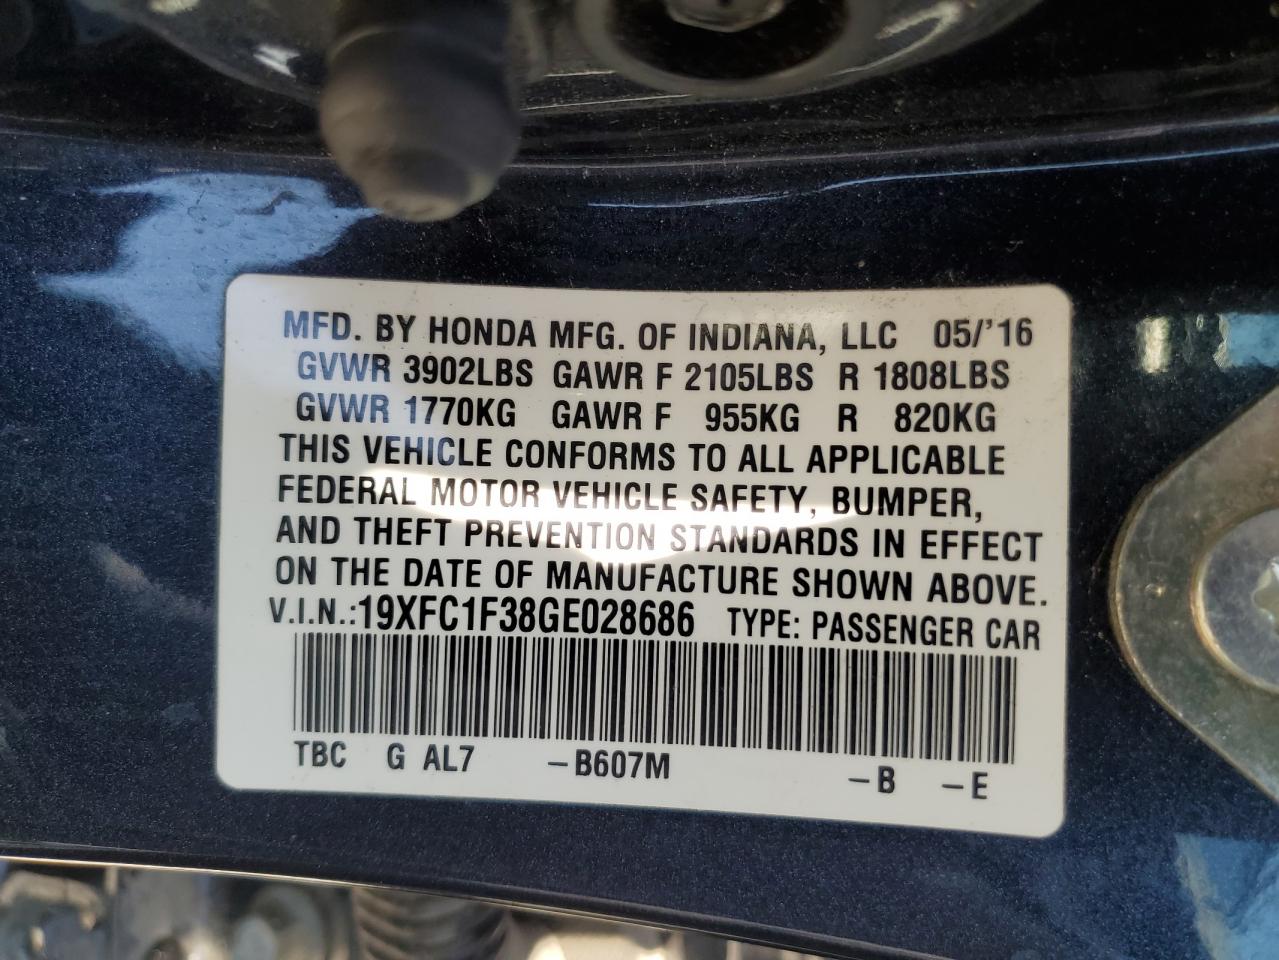 MFD. BY HONDA MFG. OF INDIANA, LLC 05/'16
GVWR 3902LBS GAWR F 2105LBS R 1808LBS
GVWR 1770KG GAWR F 955KG R 820KG
THIS VEHICLE CONFORMS TO ALL APPLICABLE
FEDERAL MOTOR VEHICLE SAFETY, BUMPER,
AND THEFT PREVENTION STANDARDS IN EFFECT
ON THE DATE OF MANUFACTURE SHOWN ABOVE.
V.I.N.:19XFC1F38GE028686 TYPE: PASSENGER CAR
TBC G AL7 –B607M –B –E